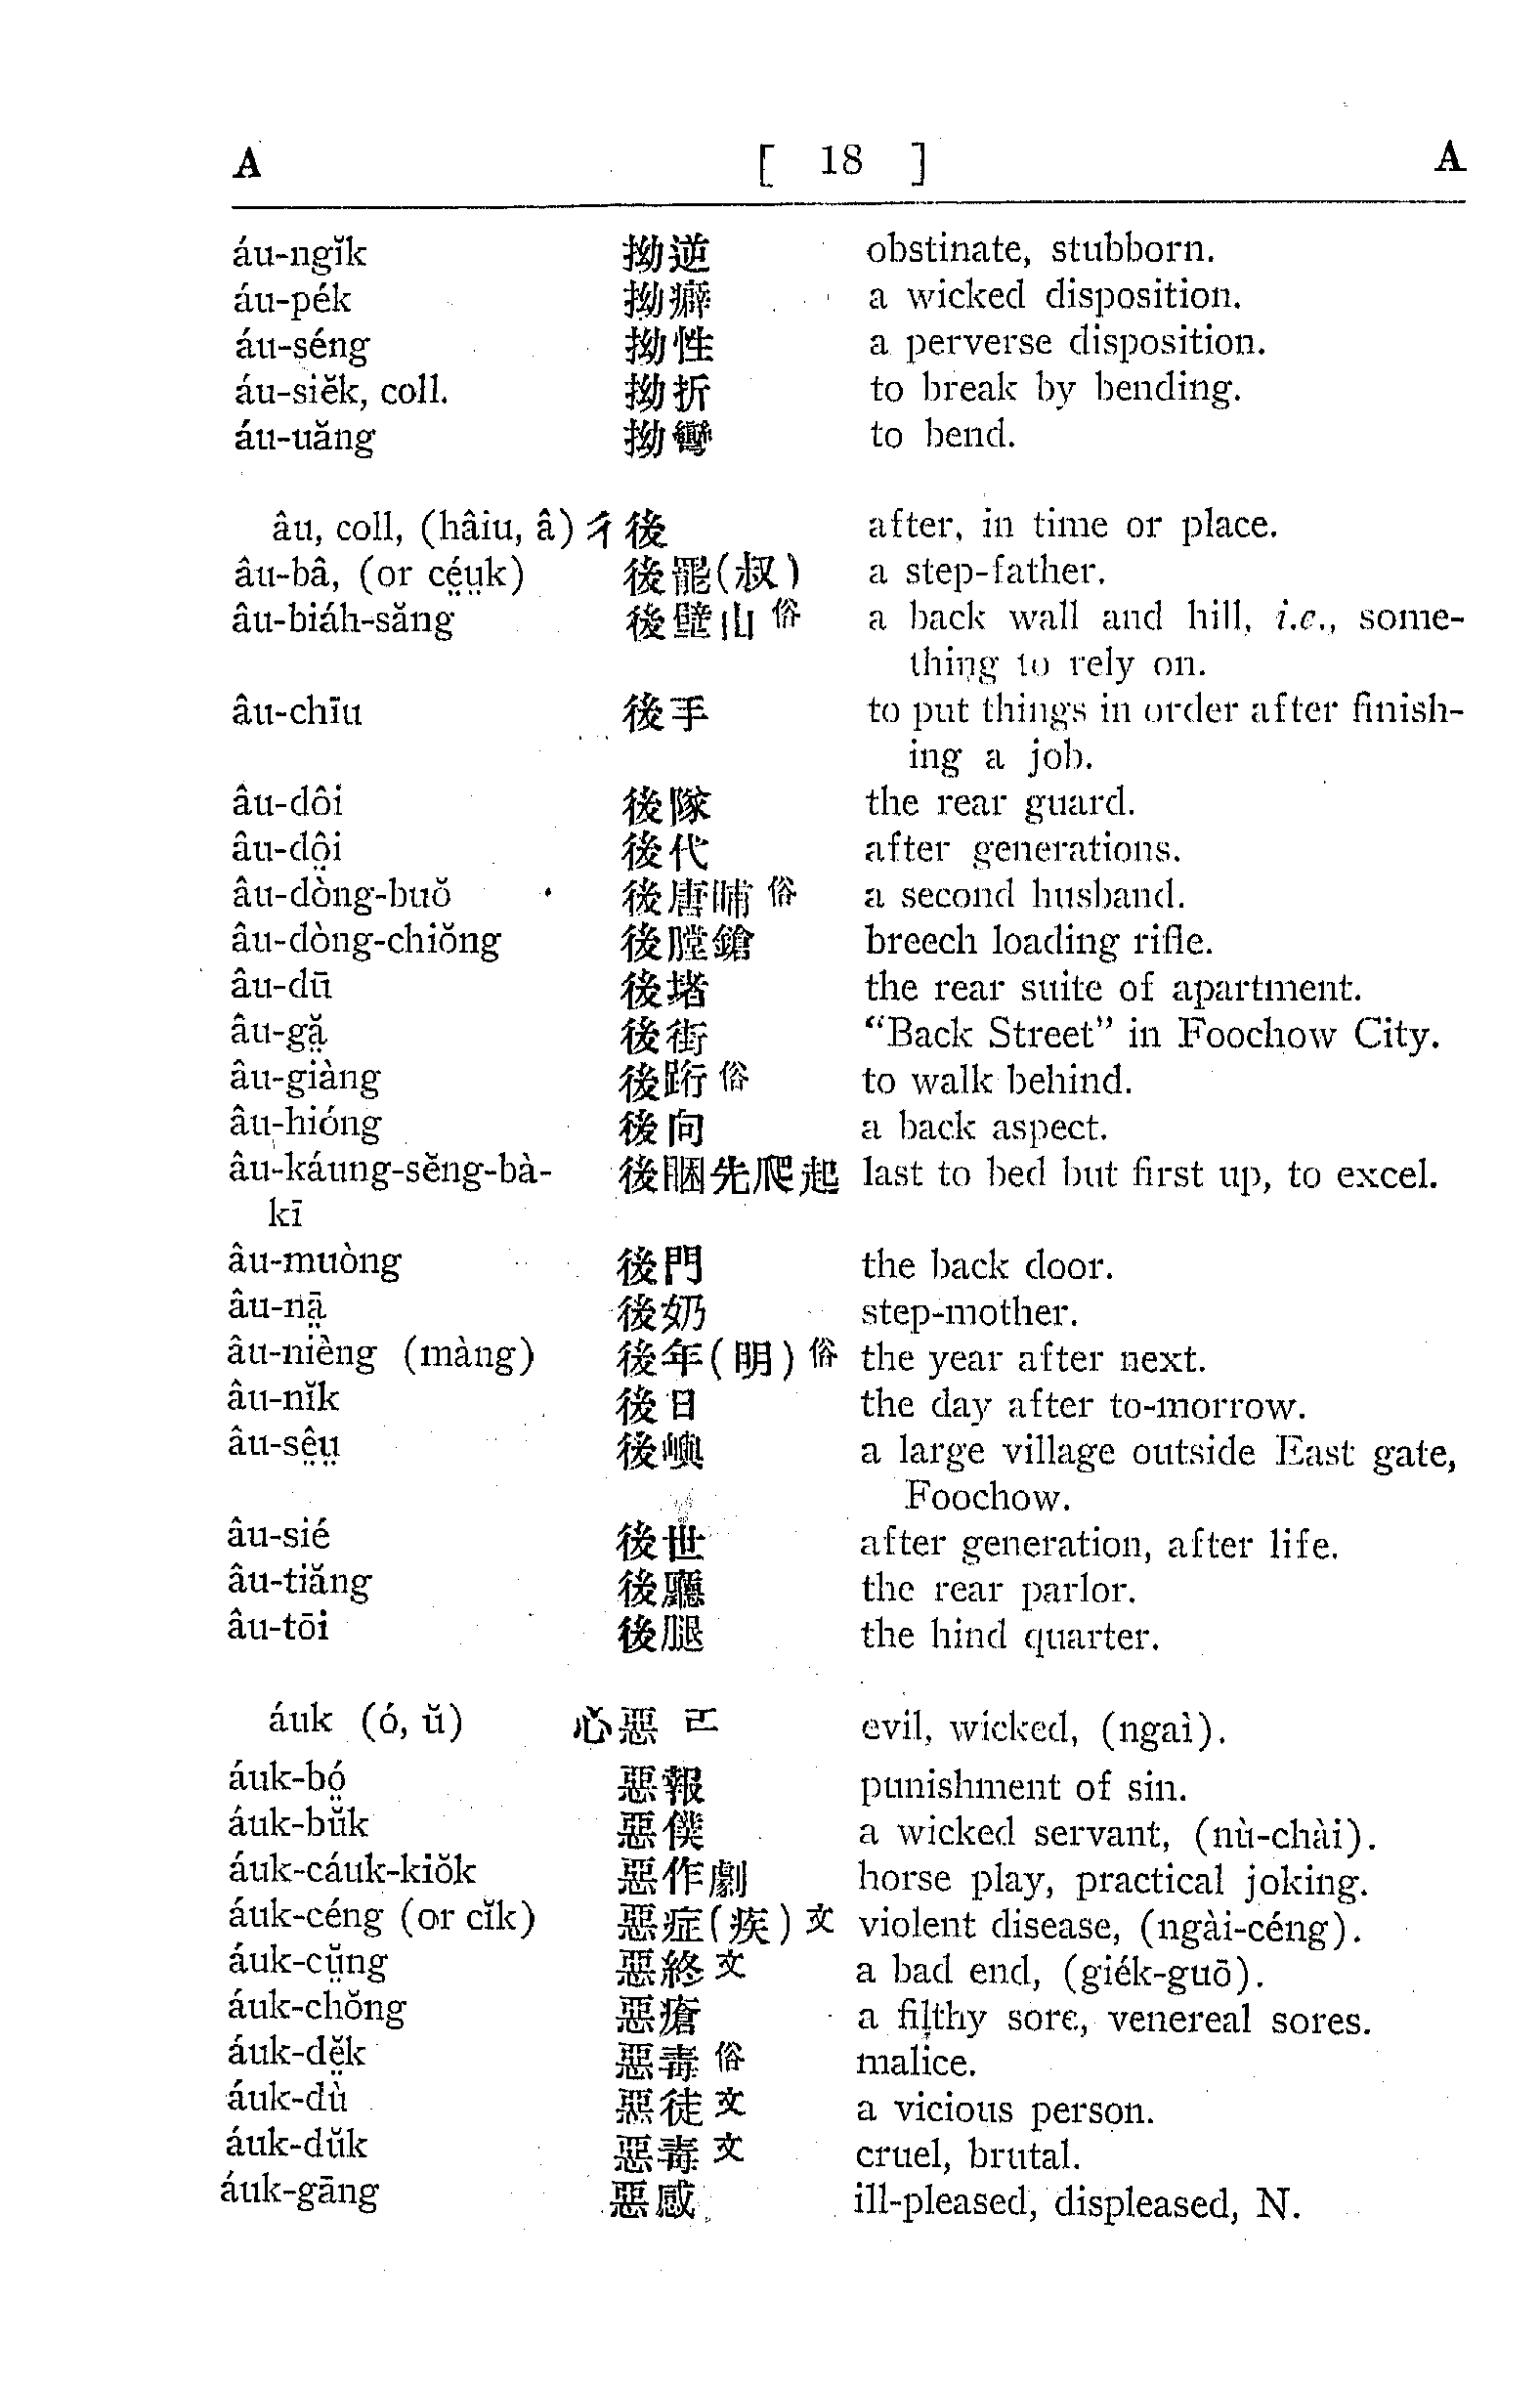 A [ 18 ] A
áu-ngĭk 拗逆 obstinate, stubborn.
áu-pék 拗癖 a wicked disposition.
áu-séng 拗性 a perverse disposition.
áu-siĕk, coll. 拗折 to break by bending.
áu-uăng 拗彎 to bend.
âu, coll, (hâiu, â) 彳後 after, in time or place.
âu-bâ, (or cé̤ṳk) 後罷(叔) a step-father.
âu-biáh-săng 後壁山 俗 a back wall and hill, i.e., some-
thing to rely on.
âu-chīu 後手 to put things in order after finish-
ing a job.
âu-dôi 後隊 the rear guard.
âu-dô̤i 後代 after generations.
âu-dòng-buŏ 後唐晡 俗 a second husband.
âu-dòng-chiŏng 後膛鎗 breech loading rifle.
âu-dū 後堵 the rear suite of apartment.
âu-gă̤ 後街 "Back Street" in Foochow City.
âu-giàng 後跡 俗 to walk behind.
âu-hióng 後向 a back aspect.
âu-káung-sĕng-bà- 後睏先爬起 last to bed but first up, to excel.
kī
âu-muòng 後門 the back door.
âu-nā̤ 後奶 step-mother.
âu-nièng (màng) 後年(明) 俗 the year after next.
âu-nĭk 後日 the day after to-morrow.
âu-sê̤ṳ 後嶼 a large village outside East gate,
Foochow.
âu-sié 後世 after generation, after life.
âu-tiăng 後廳 the rear parlor.
âu-tōi 後腿 the hind quarter.
áuk (ó, ŭ) 心惡 匞 evil, wicked, (ngaì).
áuk-bó̤ 惡報 punishment of sin.
áuk-bŭk 惡僕 a wicked servant, (nù-chài).
áuk-cáuk-kiŏk 惡作劇 horse play, practical joking.
áuk-céng (or cĭk) 惡症(疾) 文 violent disease, (ngài-céng).
áuk-cṳ̆ng 惡終 文 a bad end, (giék-guō).
áuk-chŏng 惡瘡 a filthy sore, venereal sores.
áuk-dĕ̤k 惡毒 俗 malice.
áuk-dù 惡徒 文 a vicious person.
áuk-dŭk 惡毒 文 cruel, brutal.
áuk-gāng 惡感 ill-pleased, displeased, N.